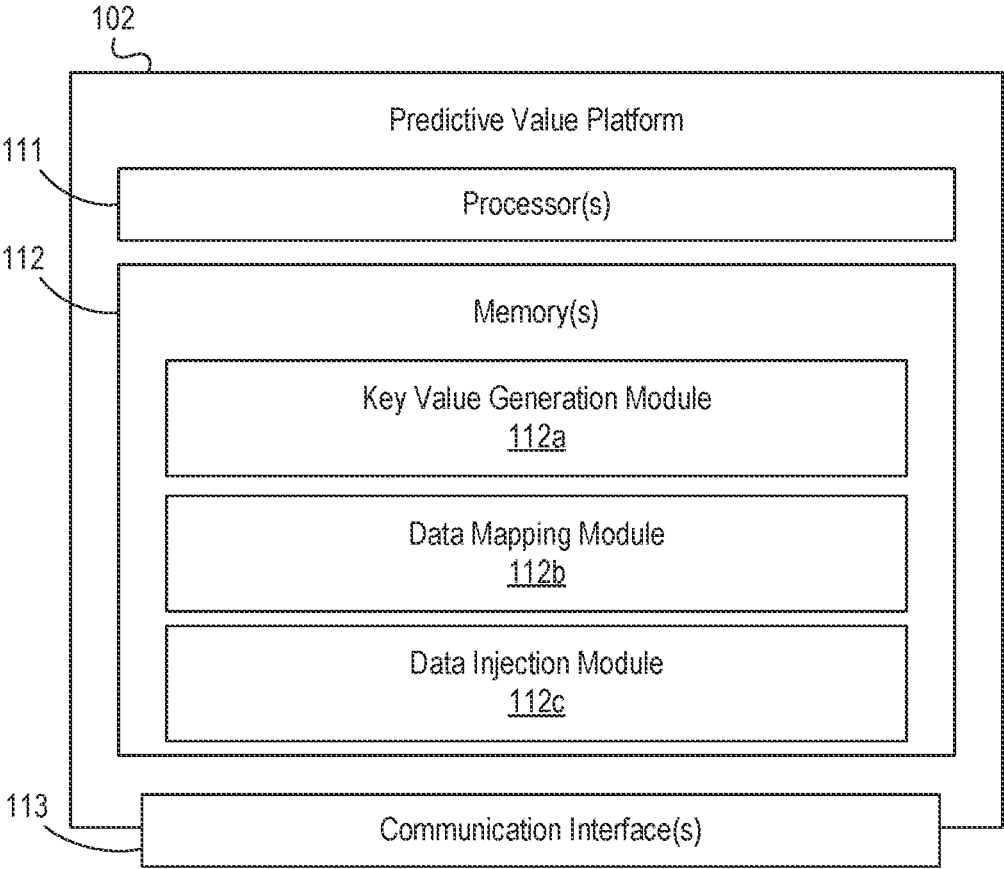 102
Predictive Value Platform
111
Processor(s)
112
Memory(s)
Key Value Generation Module
112a
Data Mapping Module
112b
Data Injection Module
112c
113
Communication Interface(s)